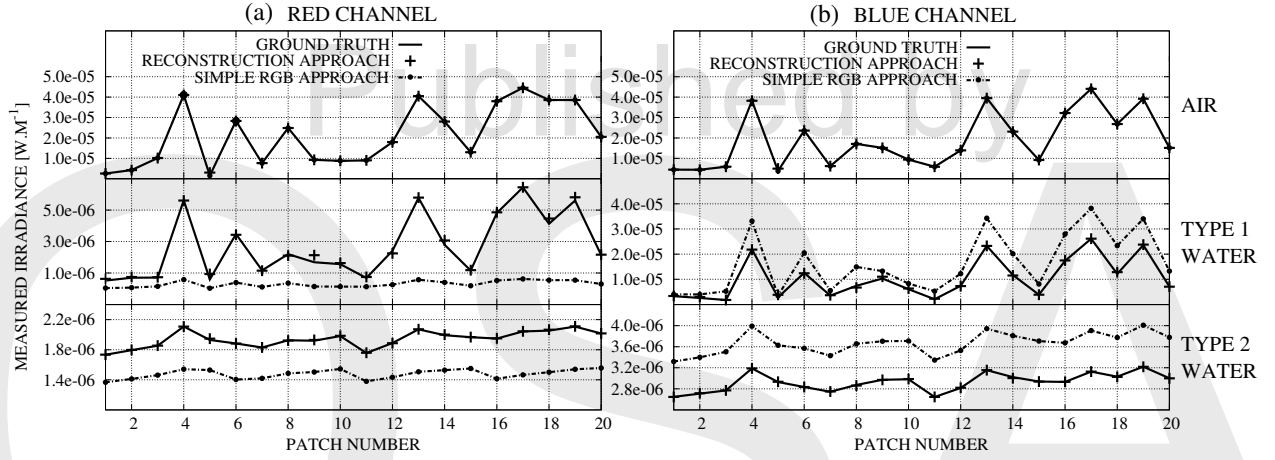 (a) RED CHANNEL
(b) BLUE CHANNEL
GROUND TRUTH
RECONSTRUCTION APPROACH
SIMPLE RGB APPROACH
GROUND TRUTH
RECONSTRUCTION APPROACH
SIMPLE RGB APPROACH
Published by
SA
MEASURED IRRADIANCE [W.M⁻¹]
5.0e-05
4.0e-05
3.0e-05
2.0e-05
1.0e-05
5.0e-06
3.0e-06
1.0e-06
2.2e-06
1.8e-06
1.4e-06
5.0e-05
4.0e-05
3.0e-05
2.0e-05
1.0e-05
4.0e-05
3.0e-05
2.0e-05
1.0e-05
4.0e-06
3.6e-06
3.2e-06
2.8e-06
AIR
TYPE 1
WATER
TYPE 2
WATER
2 4 6 8 10 12 14 16 18 20
2 4 6 8 10 12 14 16 18 20
PATCH NUMBER
PATCH NUMBER